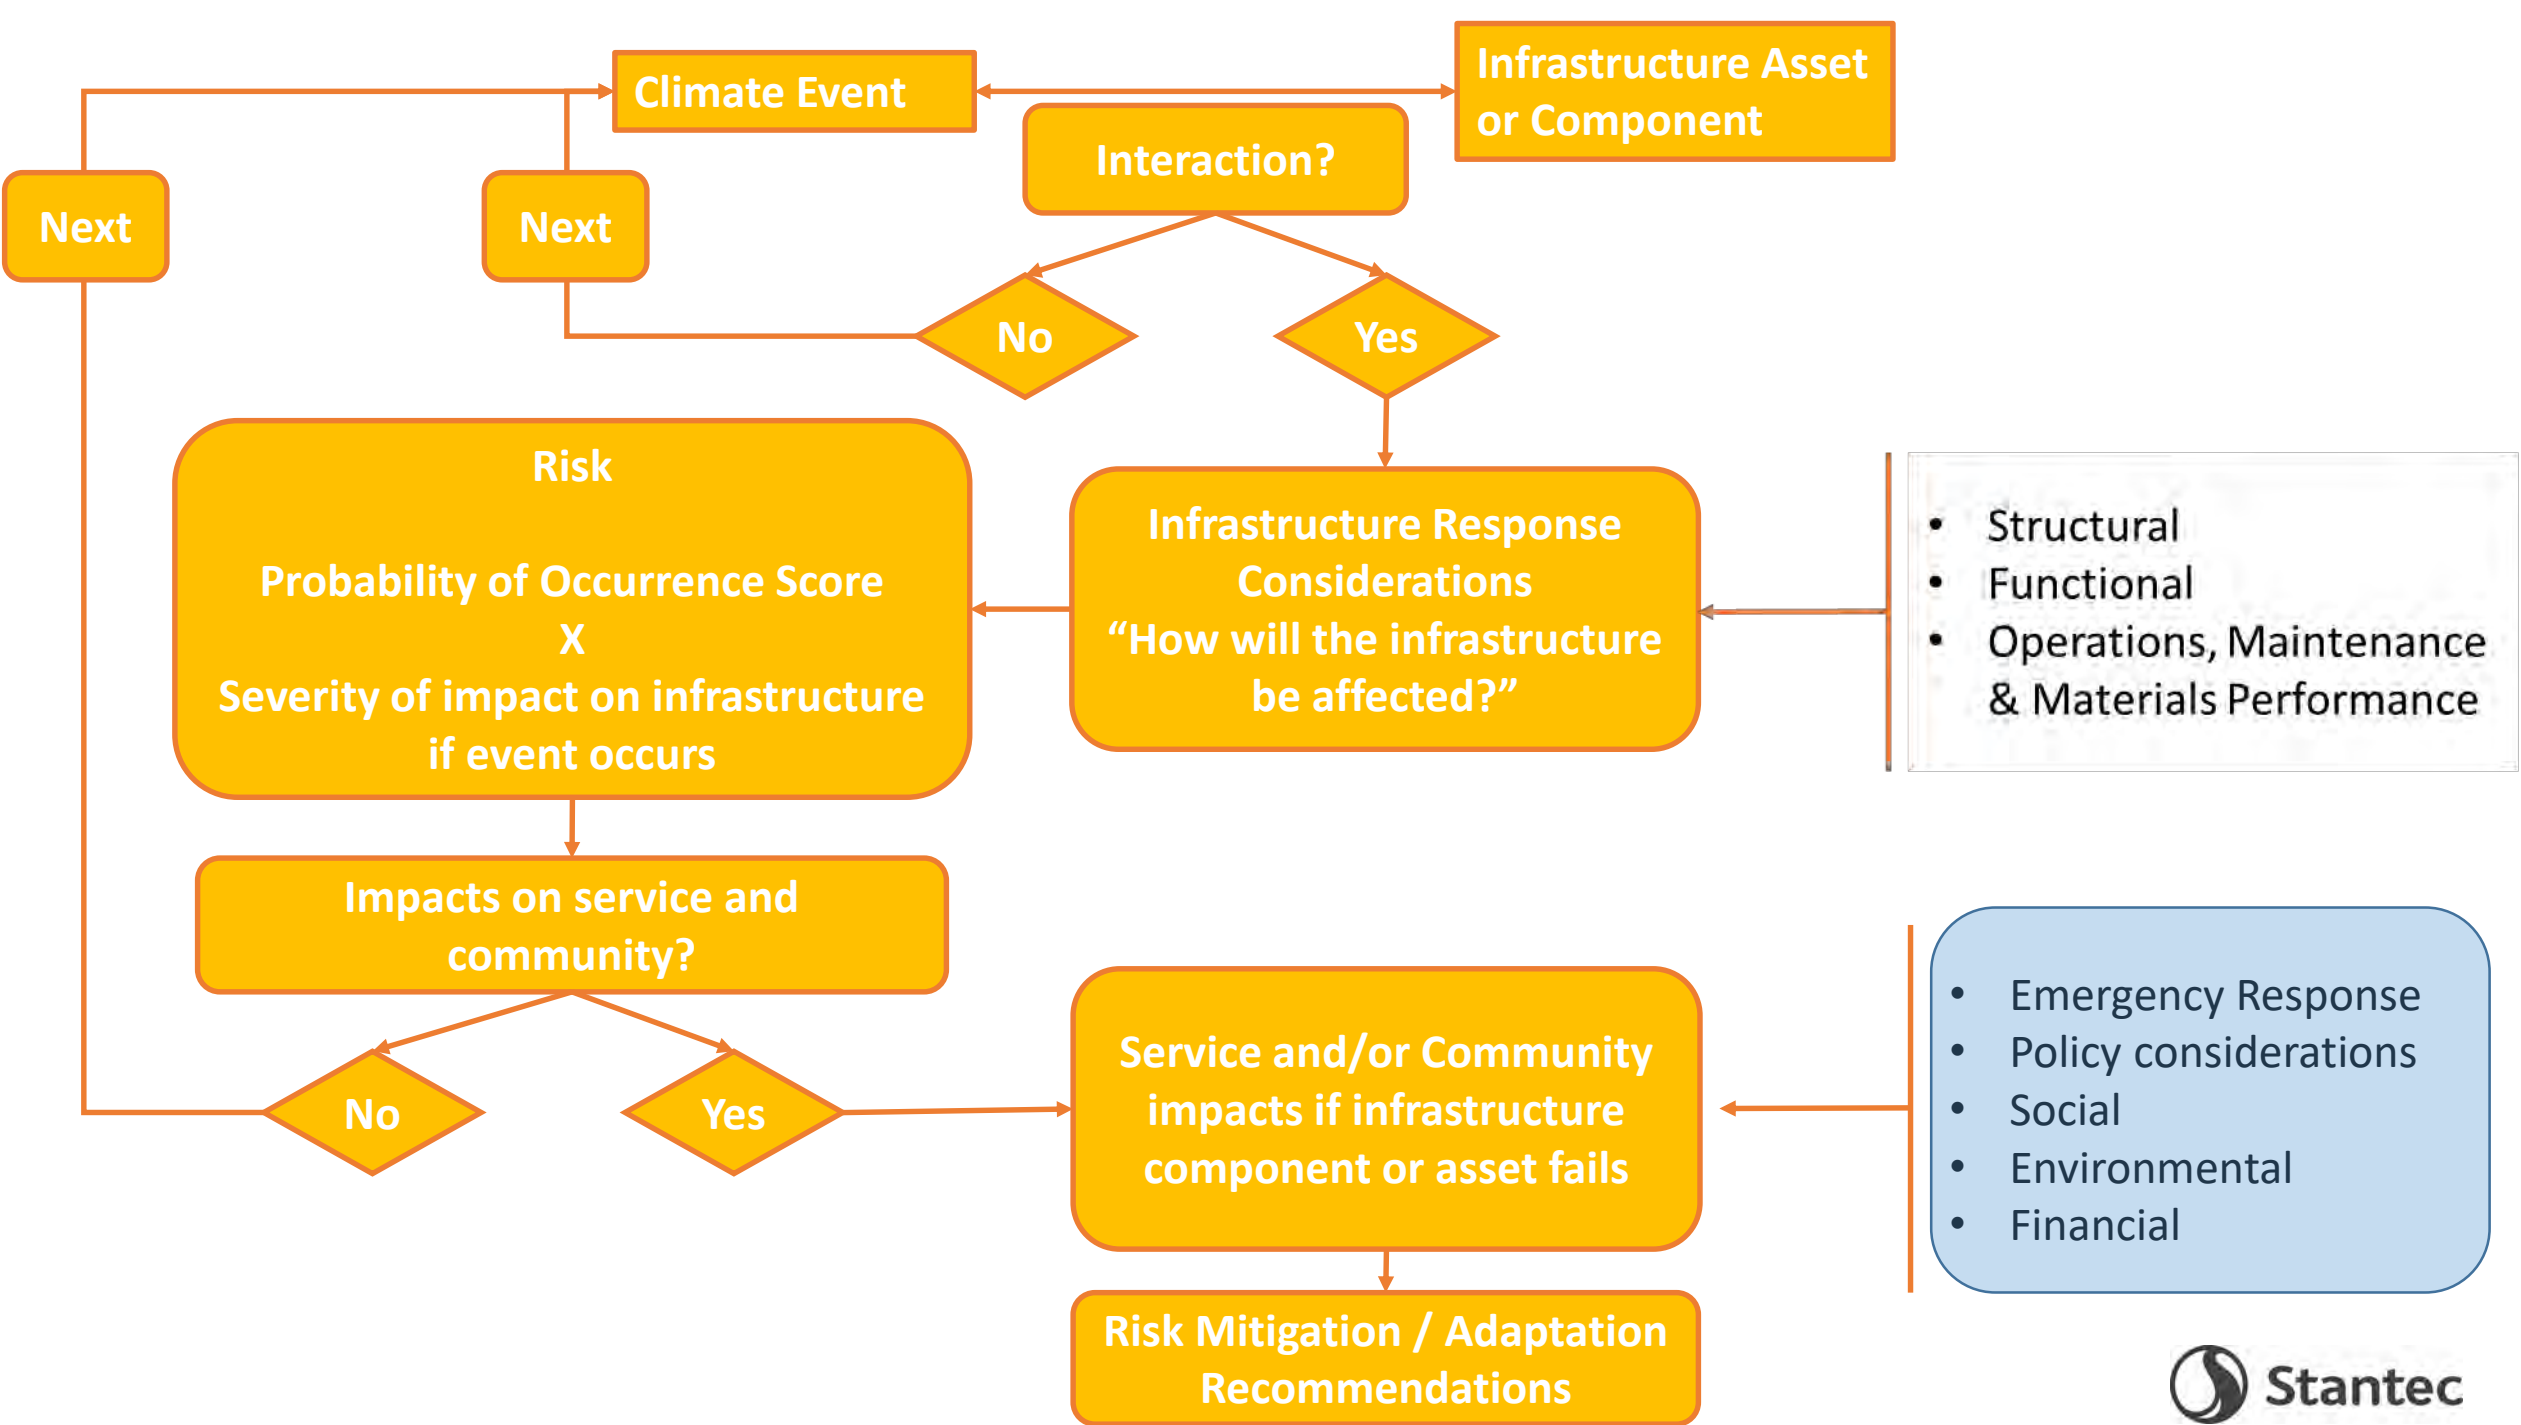 Climate Event
Infrastructure Asset
or Component
Interaction?
Next
Next
No
Yes
Risk
Probability of Occurrence Score
X
Severity of impact on infrastructure
if event occurs
Infrastructure Response
Considerations
“How will the infrastructure
be affected?”
• Structural
• Functional
• Operations, Maintenance
& Materials Performance
Impacts on service and
community?
No
Yes
Service and/or Community
impacts if infrastructure
component or asset fails
• Emergency Response
• Policy considerations
• Social
• Environmental
• Financial
Risk Mitigation / Adaptation
Recommendations
Stantec